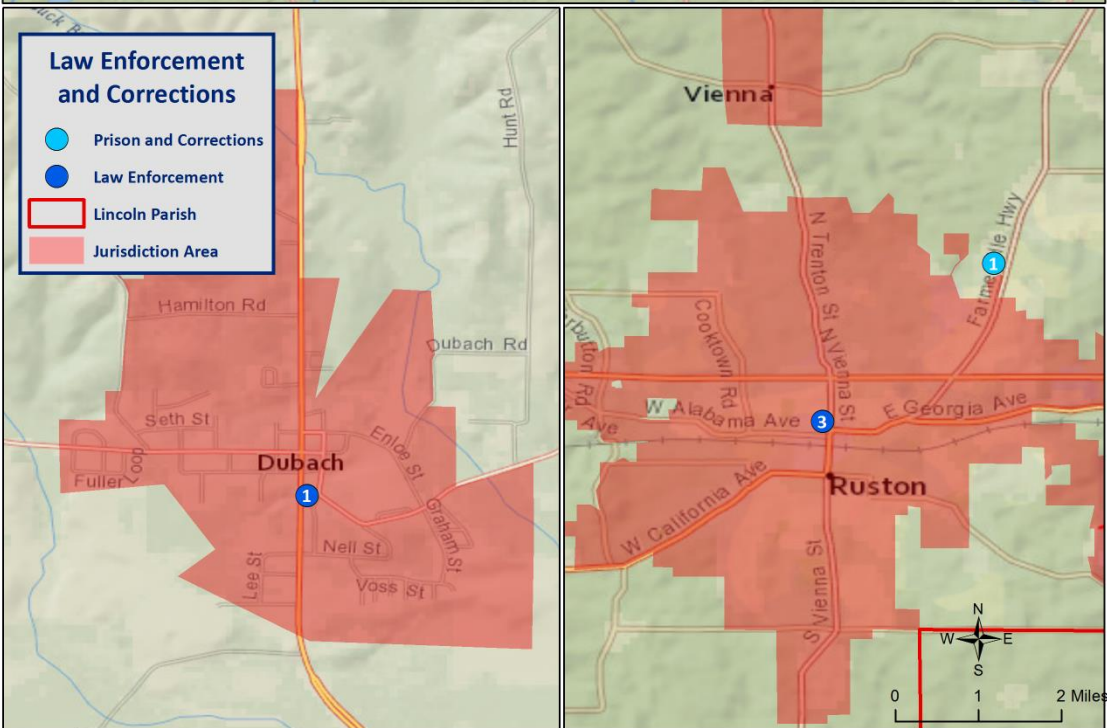 Law Enforcement
and Corrections
Prison and Corrections
Law Enforcement
Lincoln Parish
Jurisdiction Area
Hunt Rd
Hamilton Rd
Dubach Rd
Seth St
Loop
Fuller
Enloe St
Dubach
1
Graham St
Nell St
Lee St
Voss St
Vienna
N Trenton St
1
Farmerville Hwy
Cooktown Rd
N Vienna St
W Alabama Ave
E Georgia Ave
Ave
3
W California Ave
Ruston
S Vienna St
N
W
E
S
0
1
2 Miles